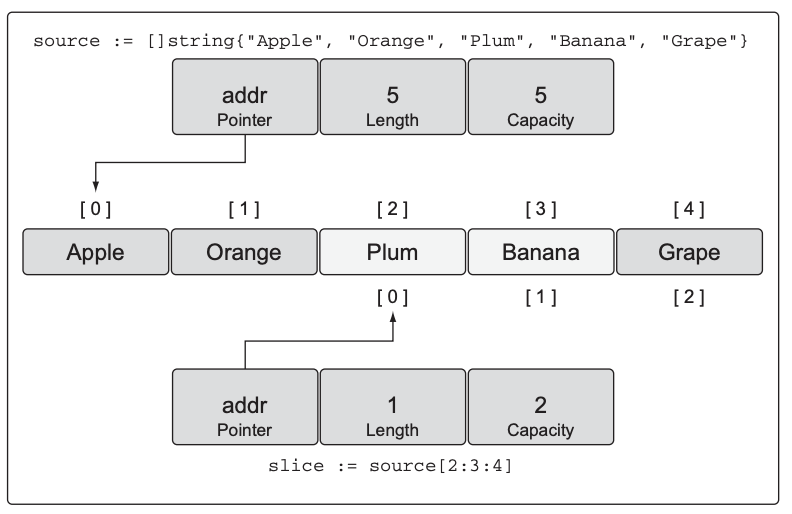 source := []string{"Apple", "Orange", "Plum", "Banana", "Grape"}
addr 5 5
Pointer Length Capacity
[0] [1] [2] [3] [4]
Apple Orange Plum Banana Grape
[0] [1] [2]
addr 1 2
Pointer Length Capacity
slice := source[2:3:4]